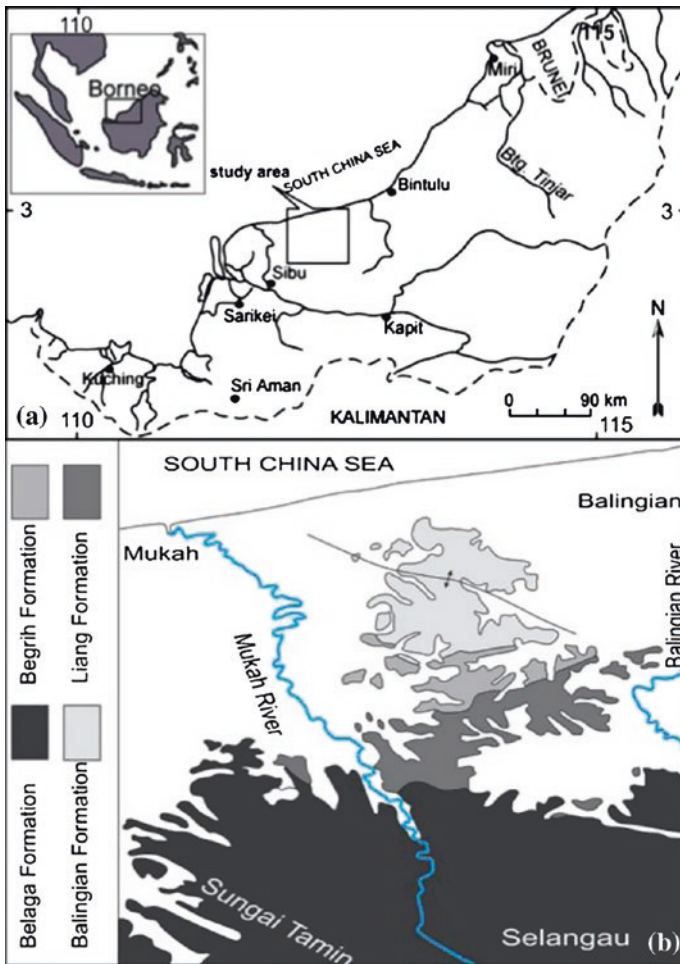 110
115
Borneo
BRUNEI
Miri
SOUTH CHINA SEA
study area
Btg. Tinjar
Bintulu
3
3
Sibu
Sarikei
Kapit
N
Kuching
Sri Aman
0 90 km
(a)
110
KALIMANTAN
115
SOUTH CHINA SEA
Balingian
Mukah
Balingian River
Mukah River
Begrih Formation
Liang Formation
Belaga Formation
Balingian Formation
Sungai Tamin
Selangau
(b)